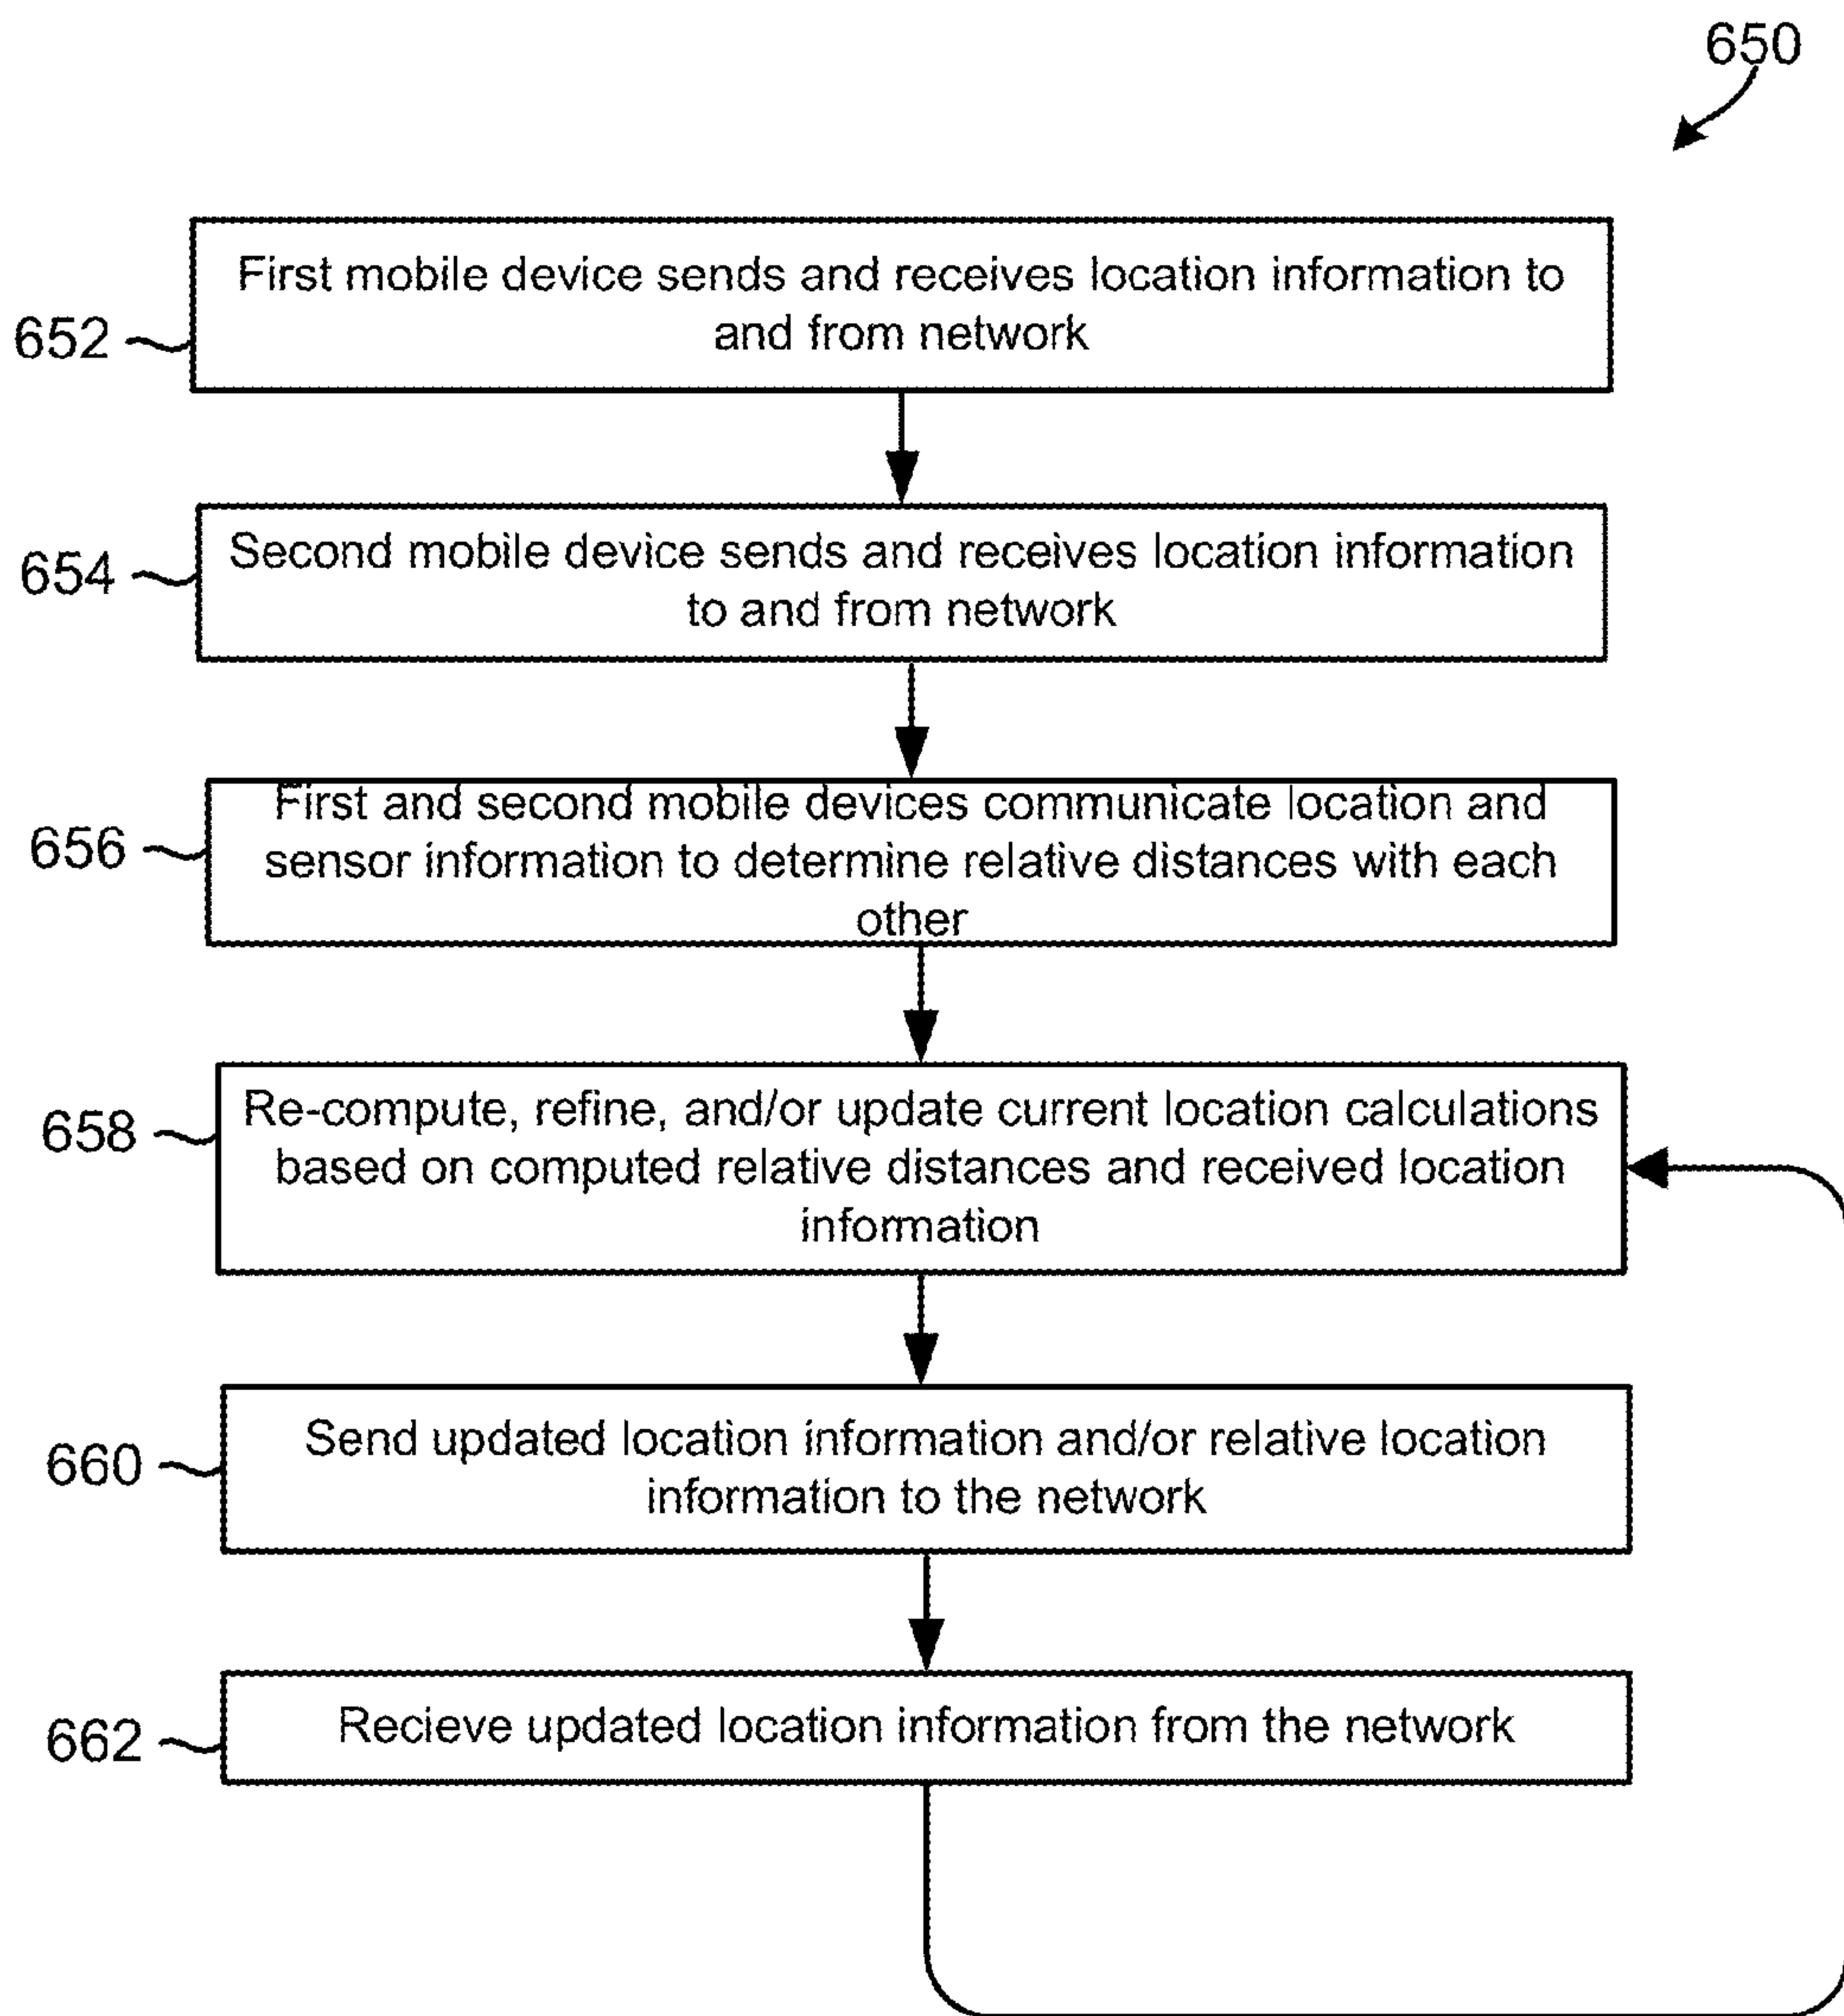 650
First mobile device sends and receives location information to
and from network
652
Second mobile device sends and receives location information
to and from network
654
First and second mobile devices communicate location and
sensor information to determine relative distances with each
other
656
Re-compute, refine, and/or update current location calculations
based on computed relative distances and received location
information
658
Send updated location information and/or relative location
information to the network
660
Recieve updated location information from the network
662